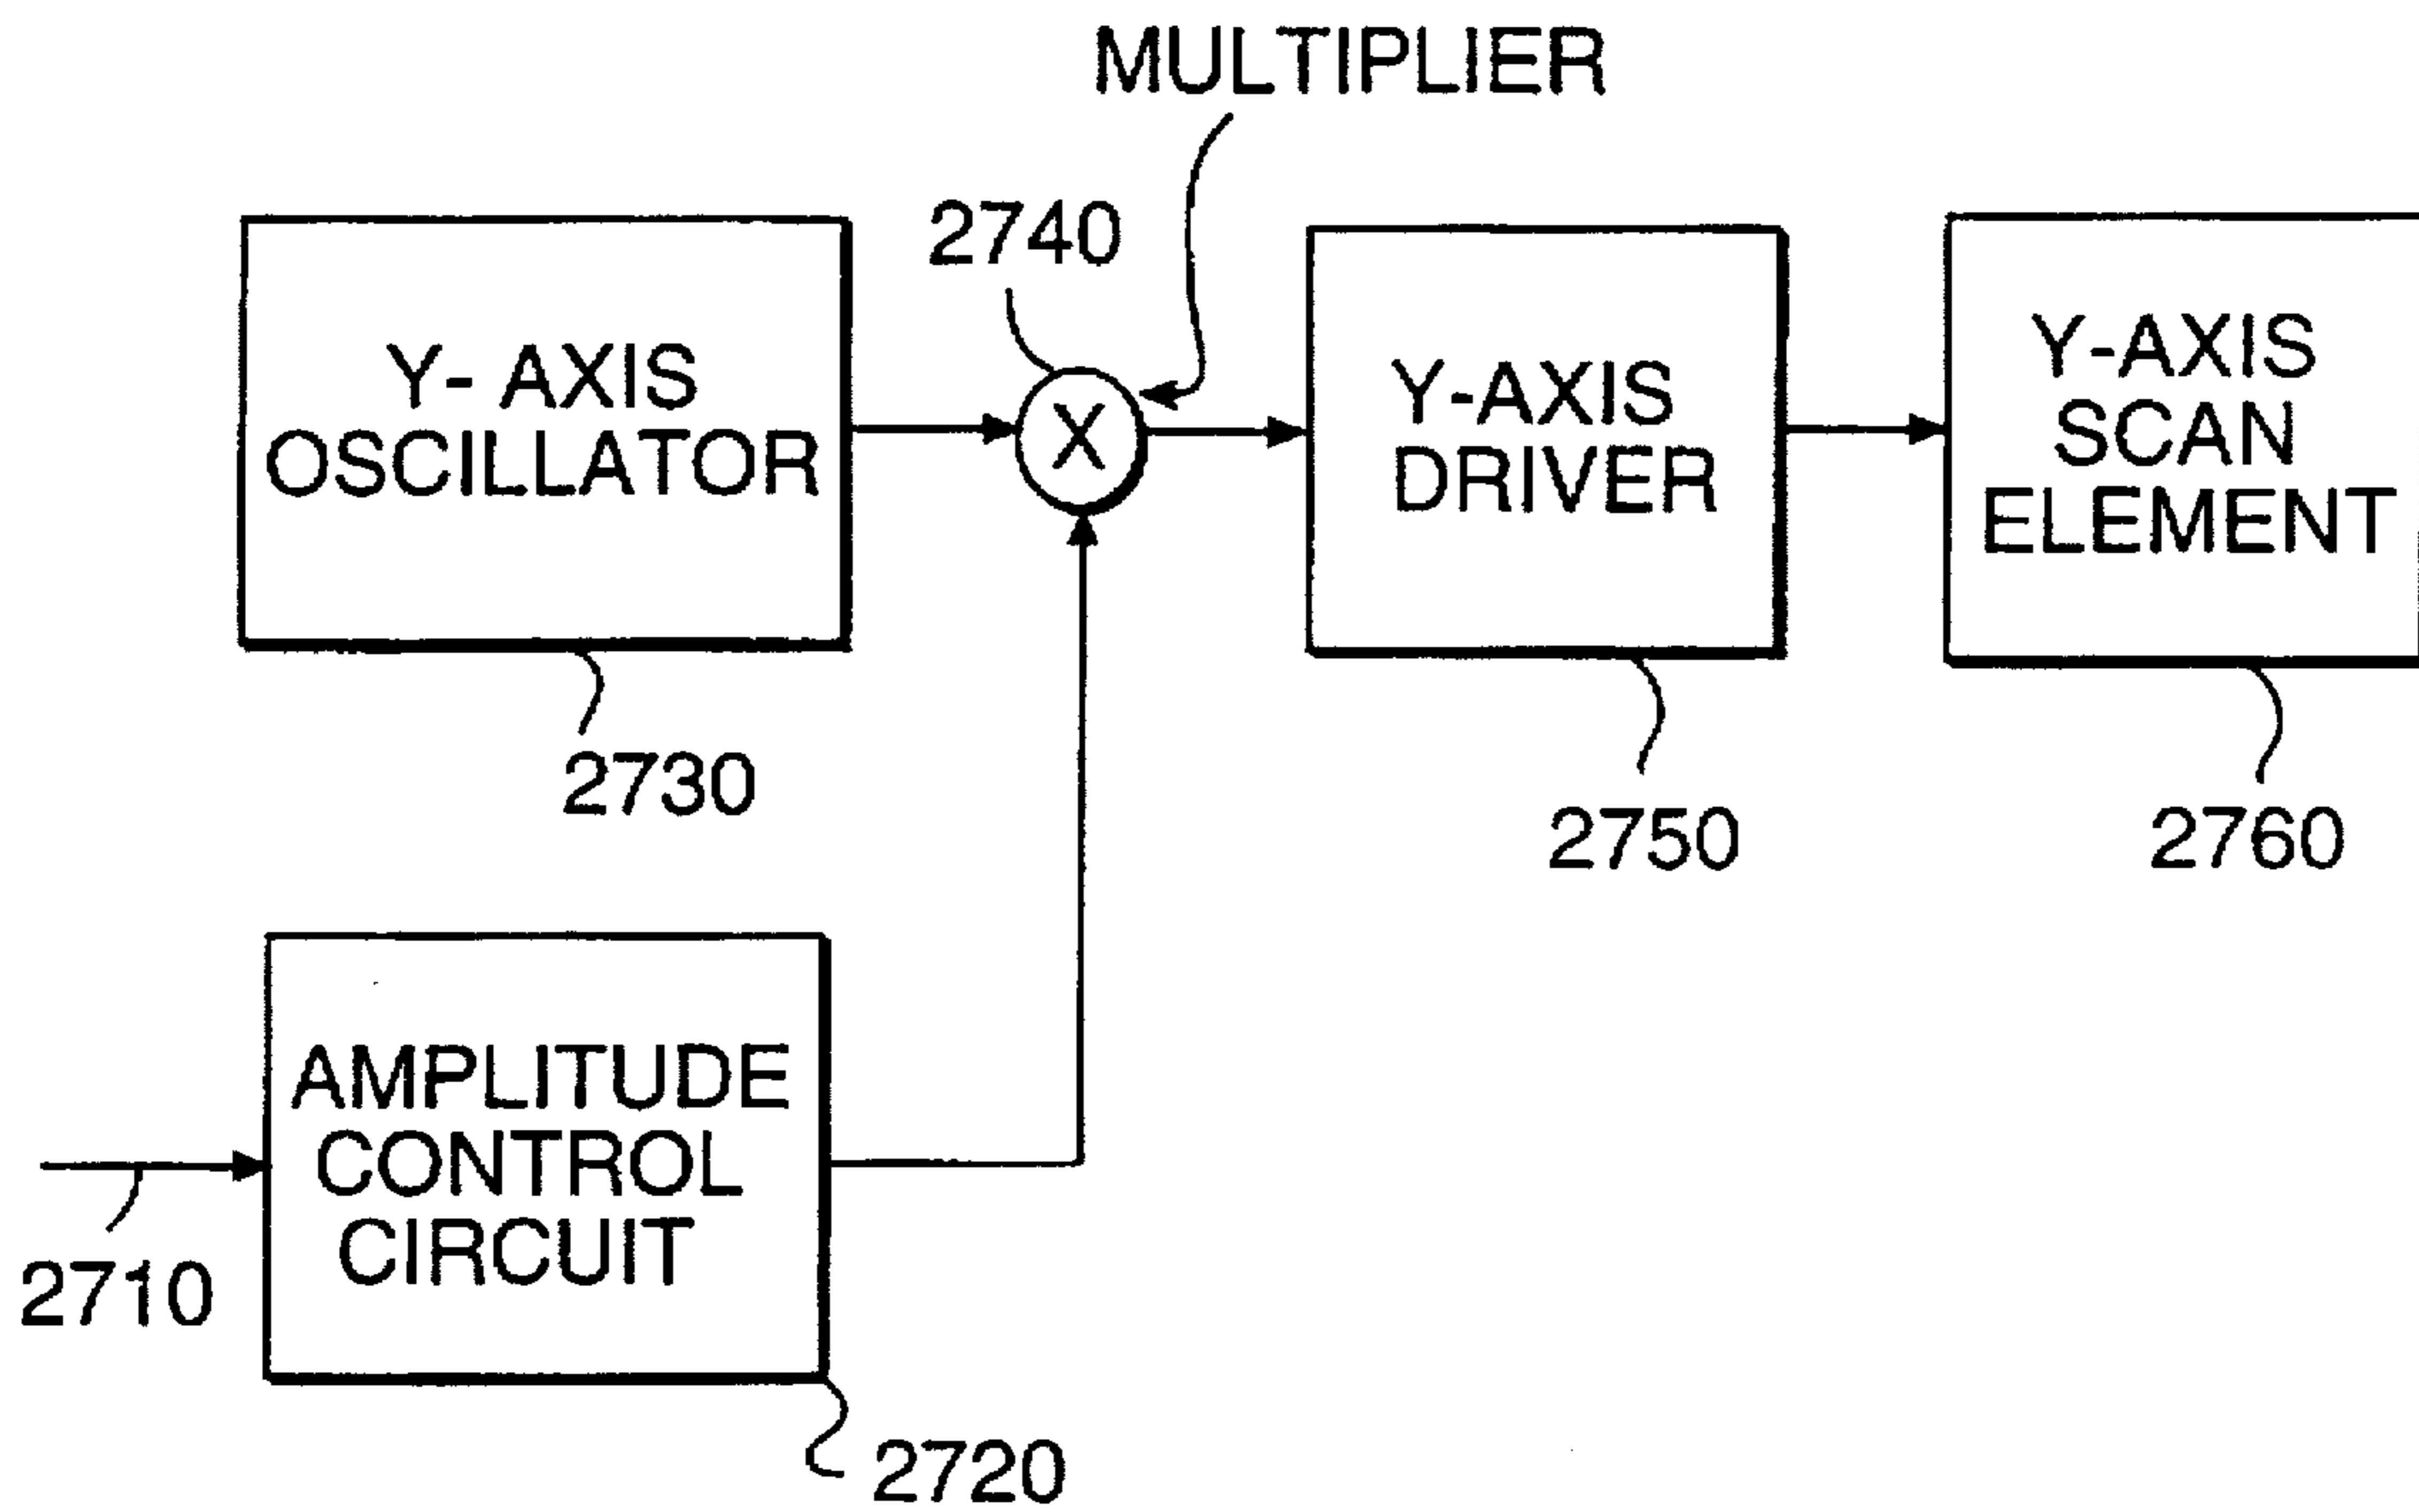 MULTIPLIER
2740
Y- AXIS
OSCILLATOR
X
Y-AXIS
DRIVER
Y-AXIS
SCAN
ELEMENT
2730
2750
2760
AMPLITUDE
CONTROL
CIRCUIT
2710
2720